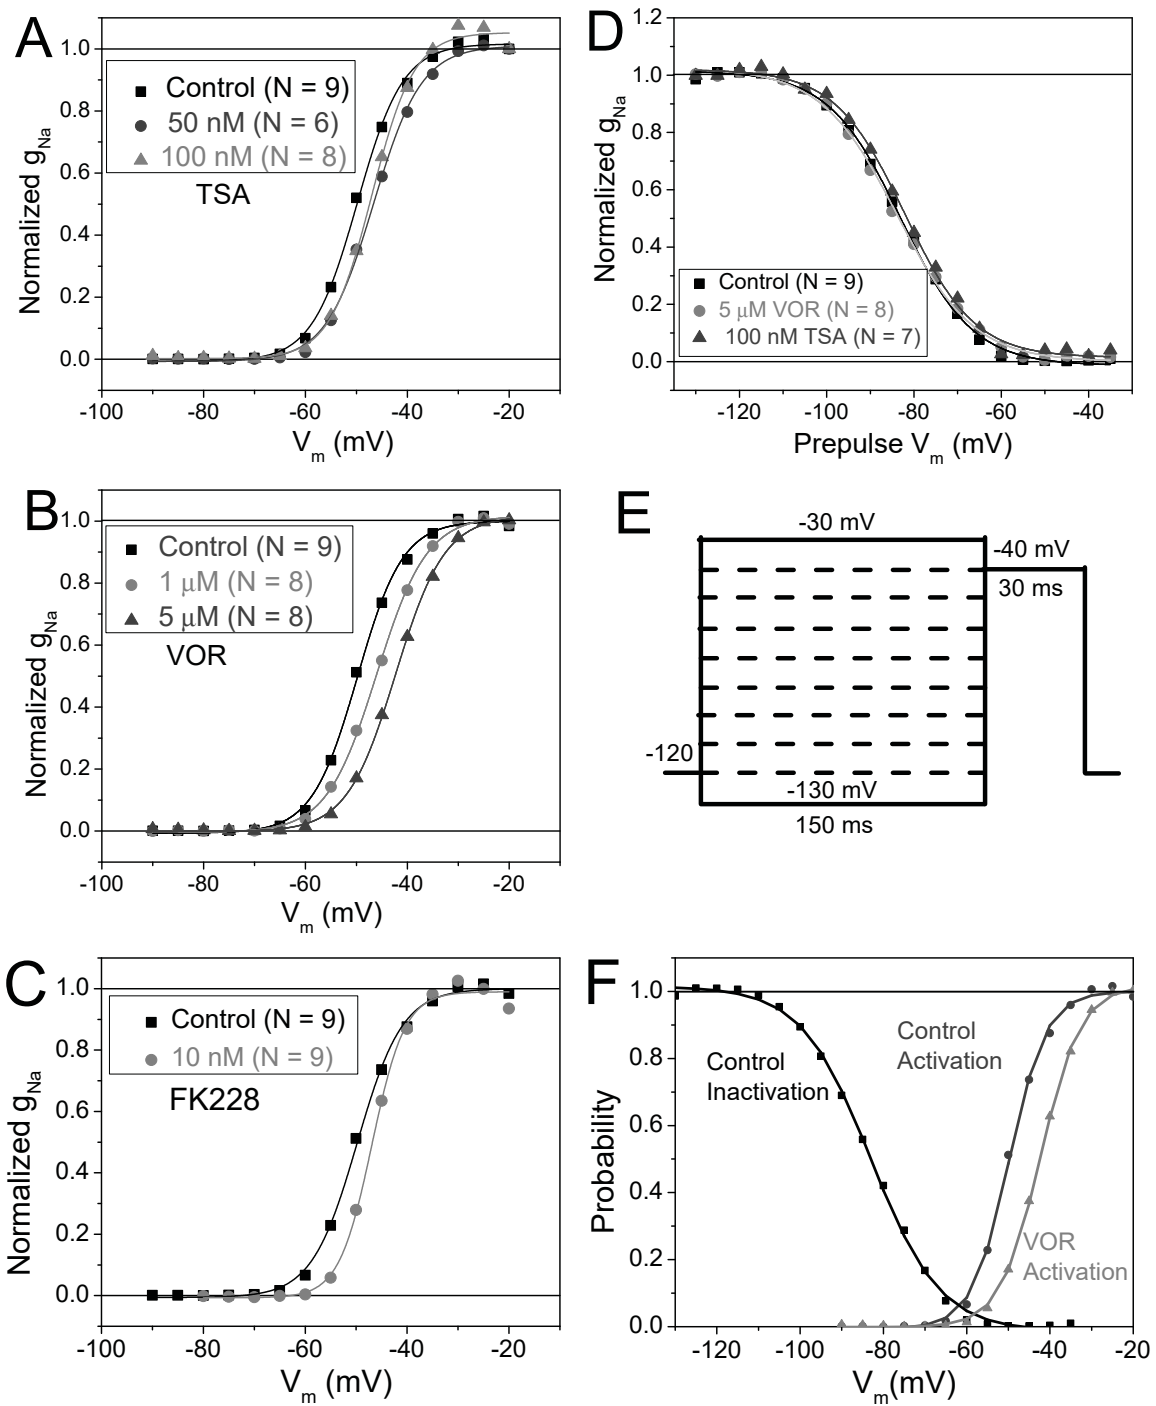 A
Normalized gNa
1.0
0.8
0.6
0.4
0.2
0.0
Control (N = 9)
50 nM (N = 6)
100 nM (N = 8)
TSA
-100 -80 -60 -40 -20
Vm (mV)
D
Normalized gNa
1.2
1.0
0.8
0.6
0.4
0.2
0.0
Control (N = 9)
5 μM VOR (N = 8)
100 nM TSA (N = 7)
-120 -100 -80 -60 -40
Prepulse Vm (mV)
B
Normalized gNa
1.0
0.8
0.6
0.4
0.2
0.0
Control (N = 9)
1 μM (N = 8)
5 μM (N = 8)
VOR
-100 -80 -60 -40 -20
Vm (mV)
E
-30 mV
-40 mV
30 ms
-120
-130 mV
150 ms
C
Normalized gNa
1.0
0.8
0.6
0.4
0.2
0.0
Control (N = 9)
10 nM (N = 9)
FK228
-100 -80 -60 -40 -20
Vm (mV)
F
Probability
1.0
0.8
0.6
0.4
0.2
0.0
Control
Inactivation
Control
Activation
VOR
Activation
-120 -100 -80 -60 -40 -20
Vm(mV)